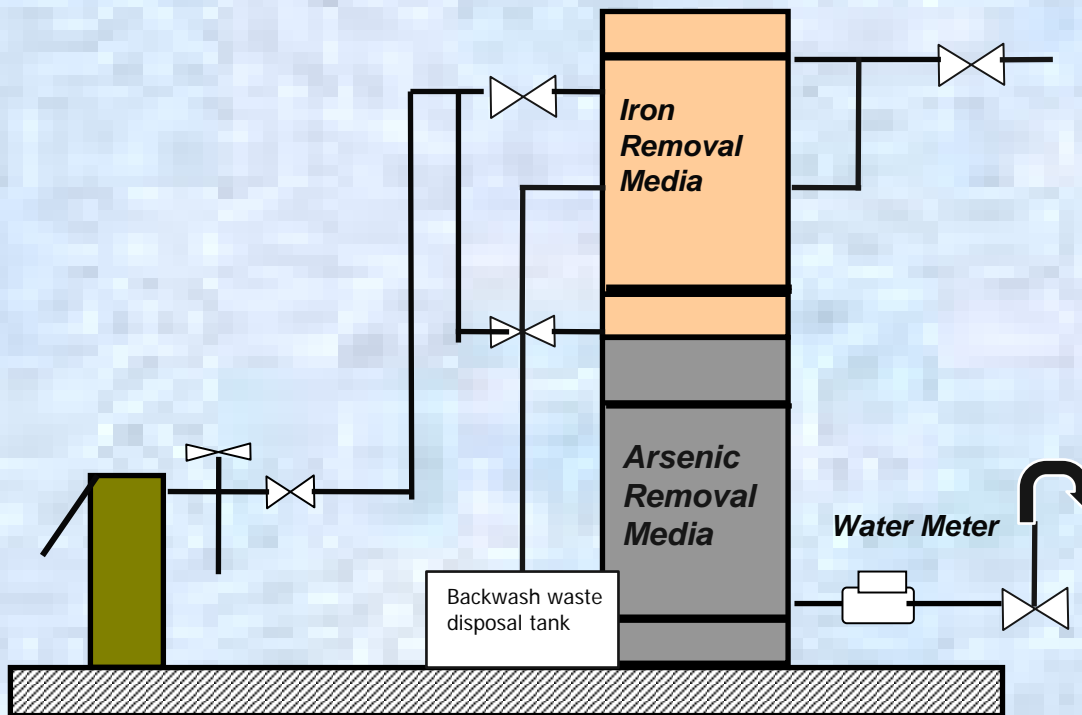 Iron
Removal
Media
Arsenic
Removal
Media
Water Meter
Backwash waste
disposal tank